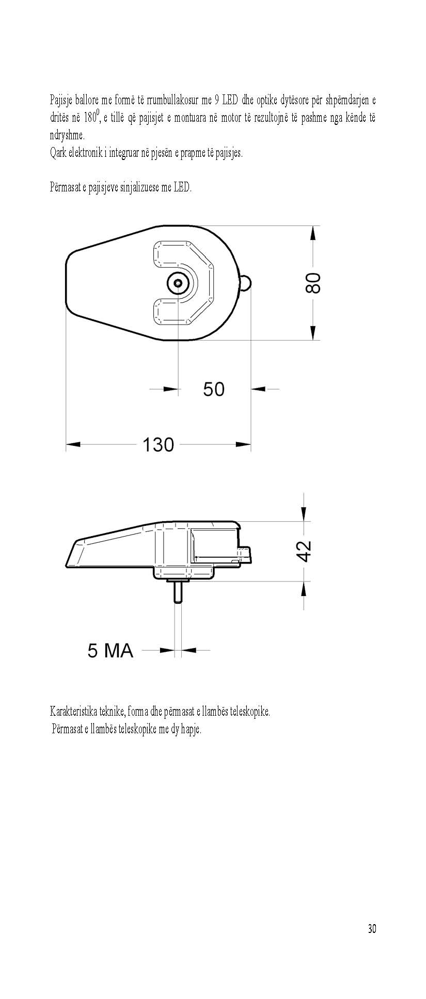 Pajisje ballore me formë të rrumbullakosur me 9 LED dhe optike dytësore për shpërndarjen e
dritës në 180⁰, e tillë që pajisjet e montuara në motor të rezultojnë të pashme nga kënde të
ndryshme.
Qark elektronik i integruar në pjesën e prapme të pajisjes.
Përmasat e pajisjeve sinjalizuese me LED.
80
50
130
42
5 MA
Karakteristika teknike, forma dhe përmasat e llambës teleskopike.
Përmasat e llambës teleskopike me dy hapje.
30